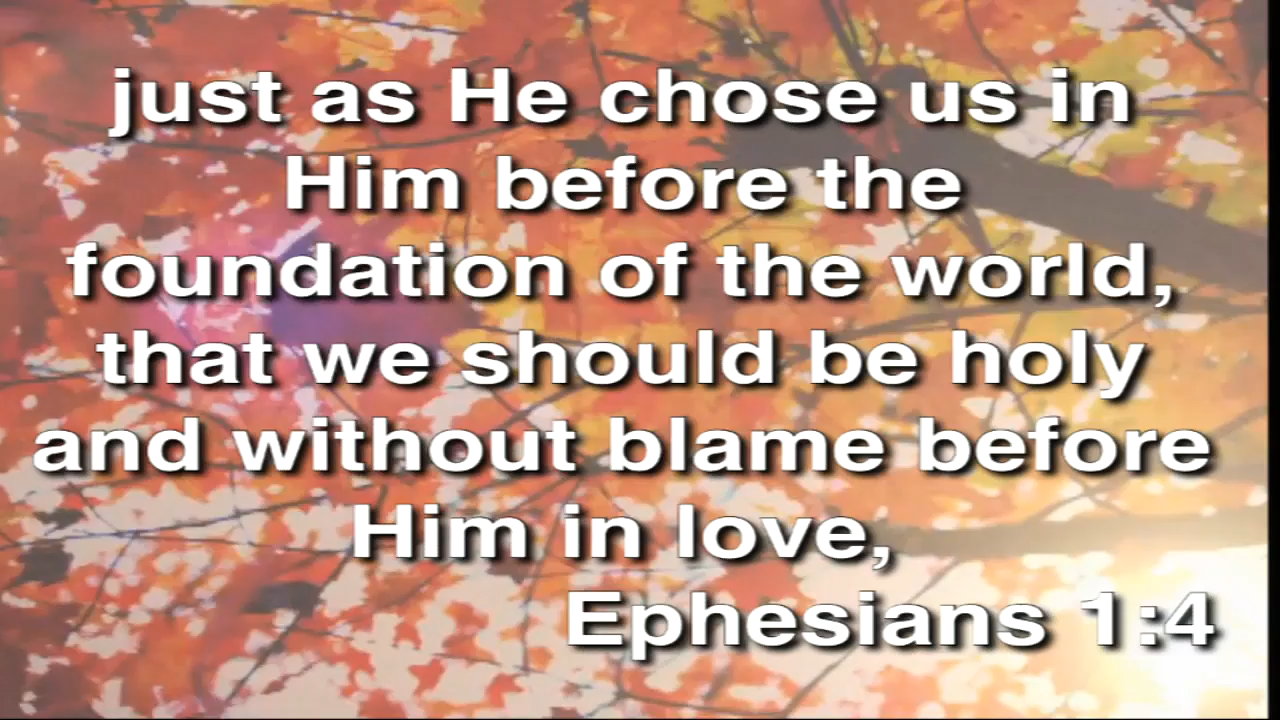 just as He chose us in
Him before the
foundation of the world,
that we should be holy
and without blame before
Him in love,
Ephesians 1:4